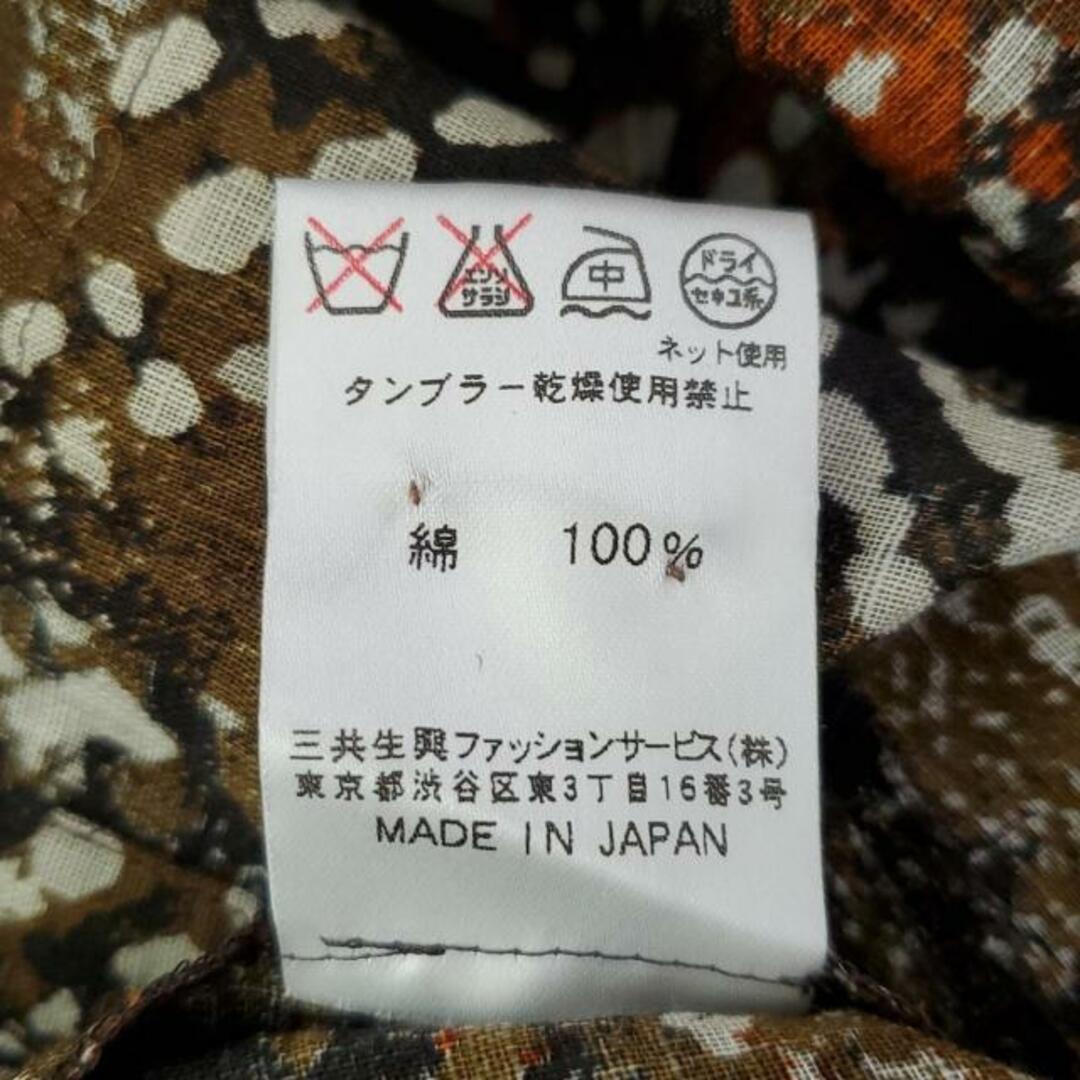 エンソ
サラシ
中
ドライ
セキユ系
ネット使用
タンブラー乾燥使用禁止
綿 100%
三共生興ファッションサービス(株)
東京都渋谷区東3丁目16番3号
MADE IN JAPAN